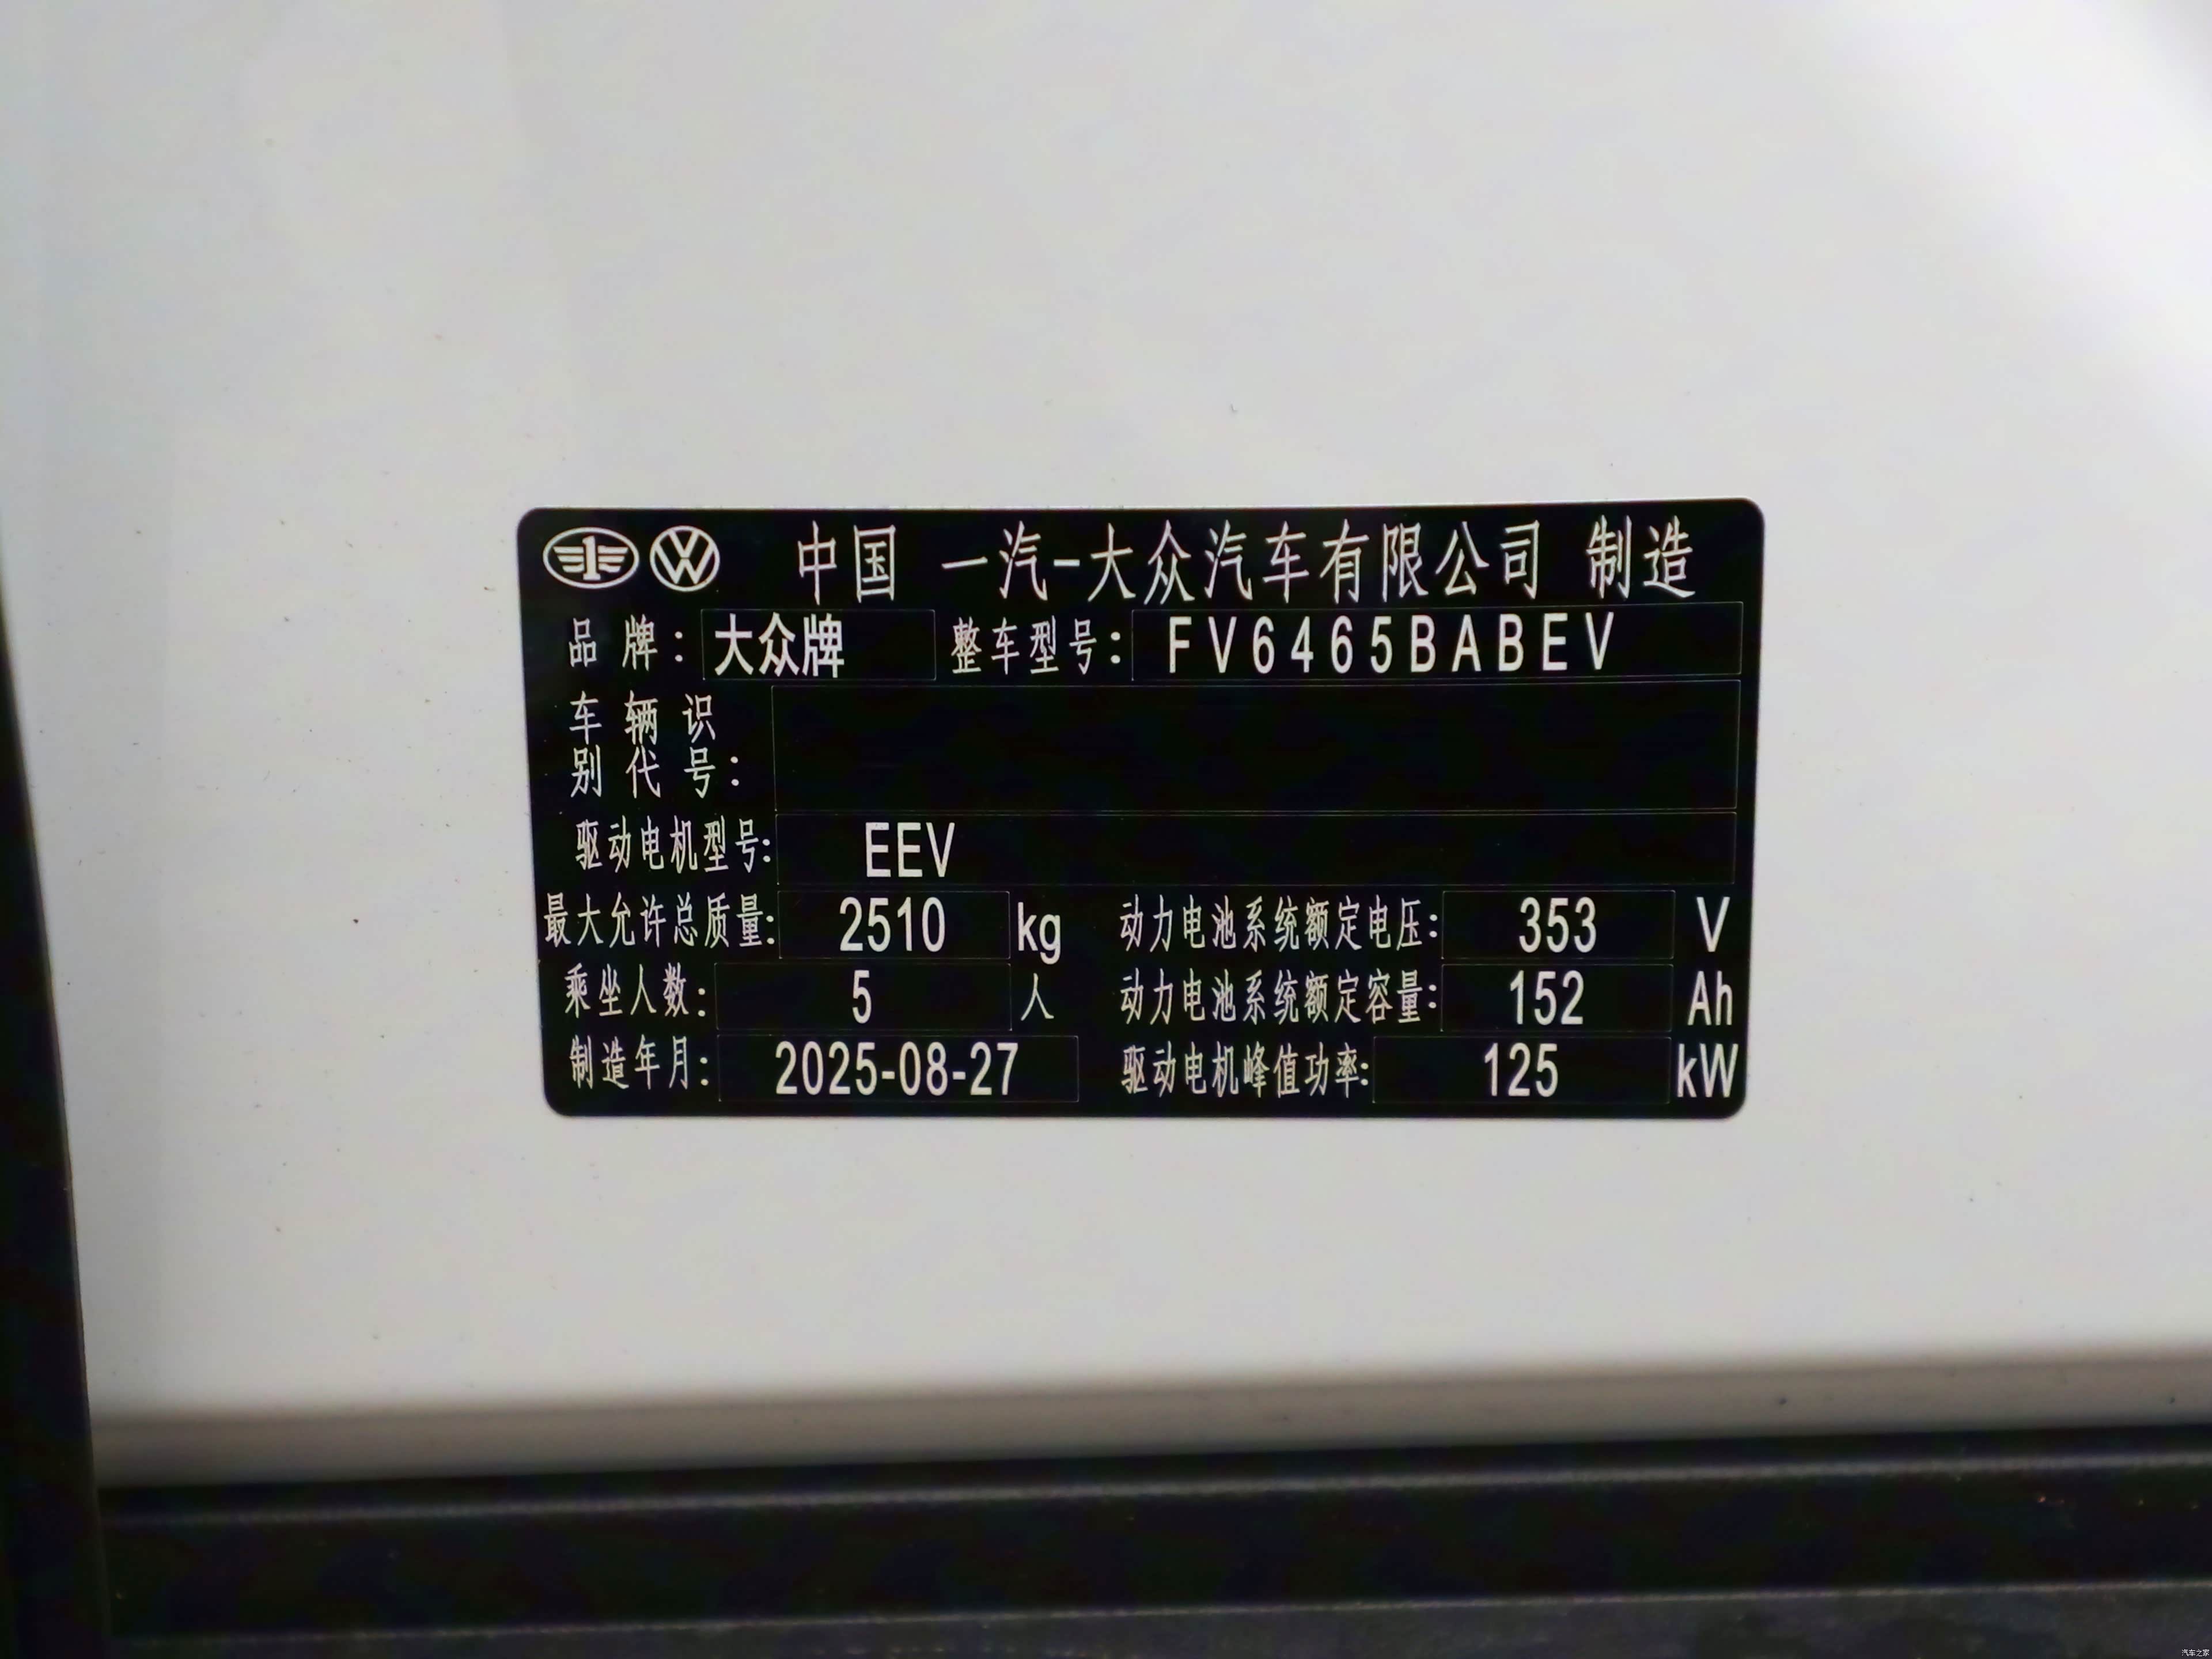 中国 一汽-大众汽车有限公司 制造
品牌: 大众牌 整车型号: FV6465BABEV
车辆识
别代号:
驱动电机型号: EEV
最大允许总质量: 2510 kg 动力电池系统额定电压: 353 V
乘坐人数: 5 人 动力电池系统额定容量: 152 Ah
制造年月: 2025-08-27 驱动电机峰值功率: 125 kW
汽车之家